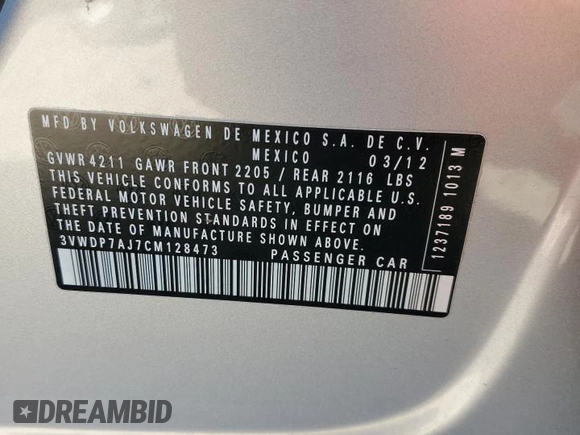 MFD BY VOLKSWAGEN DE MEXICO S.A. DE C.V.
MEXICO 03/12
GVWR 4211 GAWR FRONT 2205 / REAR 2116 LBS
THIS VEHICLE CONFORMS TO ALL APPLICABLE U.S.
FEDERAL MOTOR VEHICLE SAFETY, BUMPER AND
THEFT PREVENTION STANDARDS IN EFFECT ON
THE DATE OF MANUFACTURE SHOWN ABOVE.
3VWDP7AJ7CM128473 PASSENGER CAR
1237189 1013 M
DREAMBID